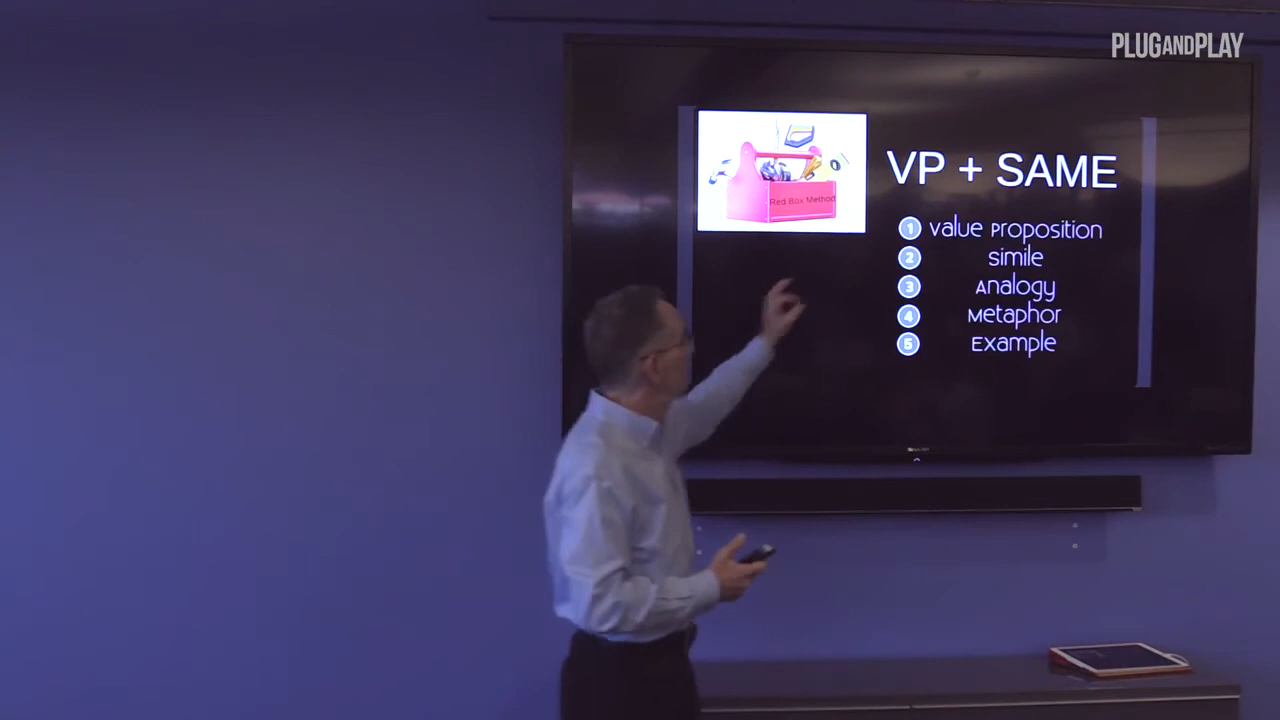 PLUGANDPLAY
Red Box Method
VP + SAME
1 Value Proposition
2 Simile
3 Analogy
4 Metaphor
5 Example